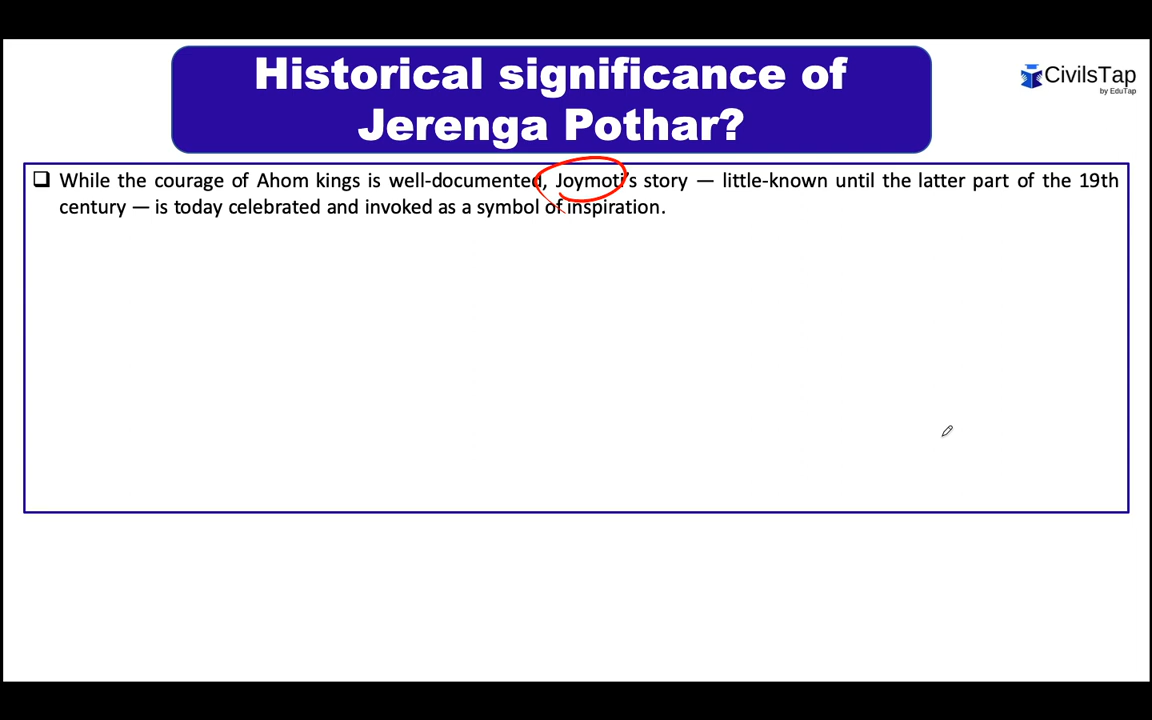 Historical significance of
Jerenga Pothar?
CivilsTap
by EduTap
While the courage of Ahom kings is well-documented, Joymoti's story — little-known until the latter part of the 19th
century — is today celebrated and invoked as a symbol of inspiration.